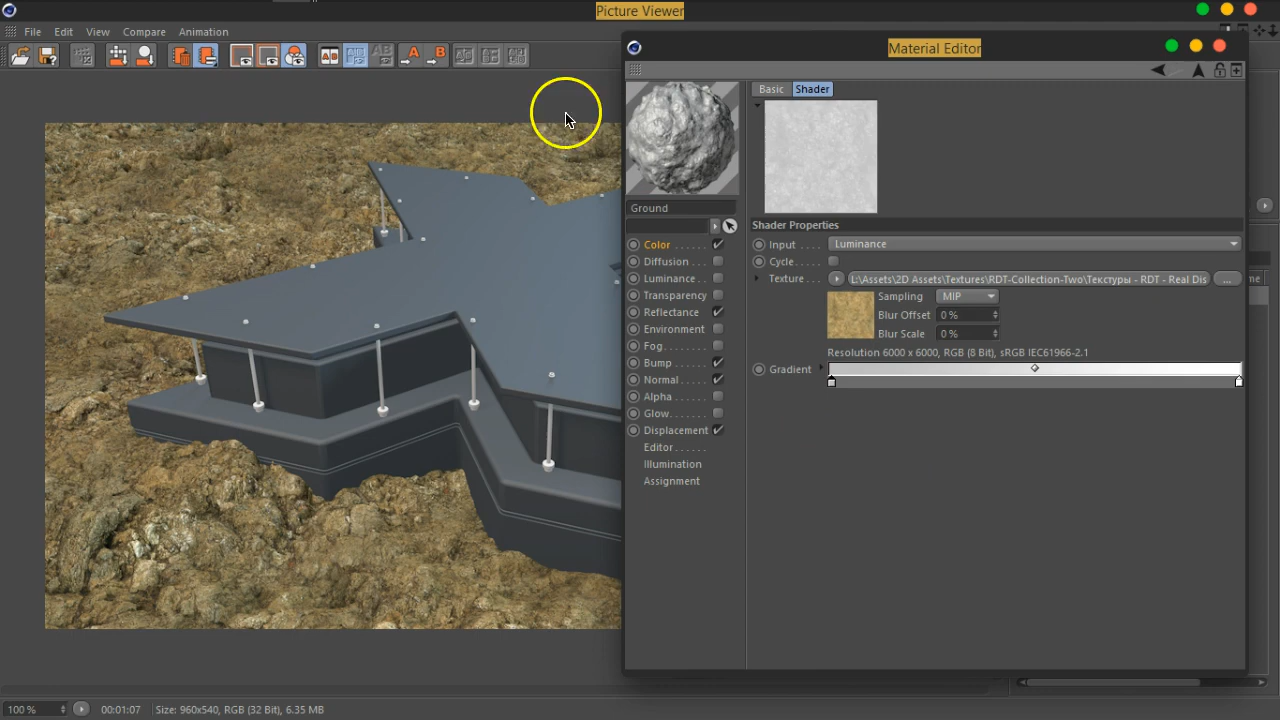 Picture Viewer
File Edit View Compare Animation
Material Editor
Basic Shader
Ground
Color
Diffusion
Luminance
Transparency
Reflectance
Environment
Fog
Bump
Normal
Alpha
Glow
Displacement
Editor
Illumination
Assignment
Shader Properties
Input Luminance
Cycle
Texture L:\Assets\2D Assets\Textures\RDT-Collection-Two\Текстуры - RDT - Real Dis ...
Sampling MIP
Blur Offset 0 %
Blur Scale 0 %
Resolution 6000 x 6000, RGB (8 Bit), sRGB IEC61966-2.1
Gradient
100 % 00:01:07 Size: 960x540, RGB (32 Bit), 6.35 MB